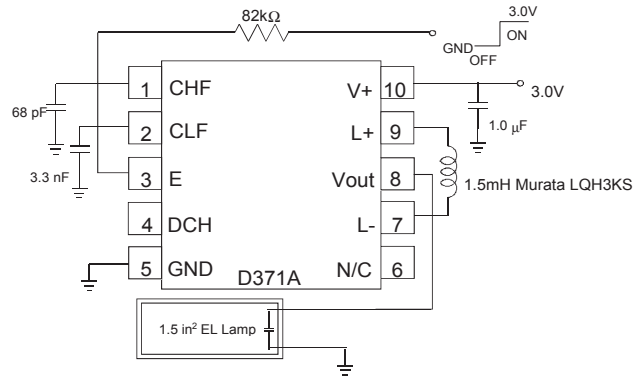 82kΩ
3.0V
GND
ON
OFF
1 CHF
V+ 10
3.0V
68 pF
2 CLF
L+ 9
1.0 µF
3.3 nF
3 E
Vout 8
1.5mH Murata LQH3KS
4 DCH
L- 7
5 GND
N/C 6
D371A
1.5 in² EL Lamp